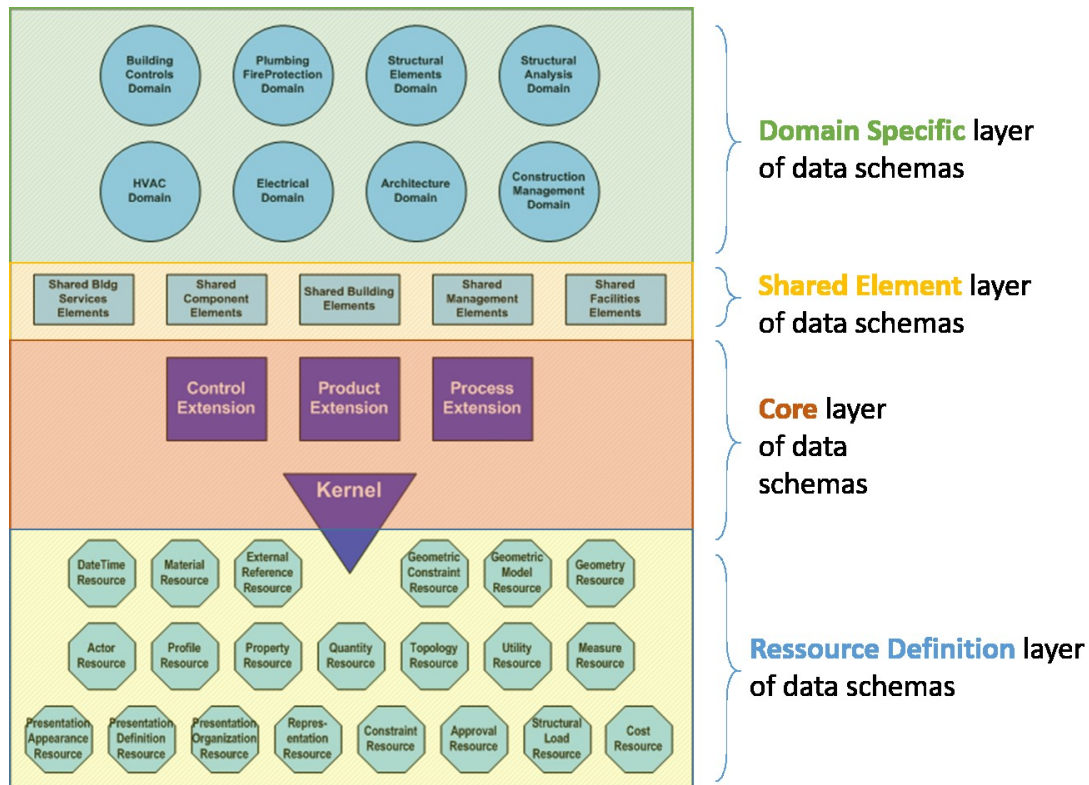 Building
Controls
Domain
Plumbing
FireProtection
Domain
Structural
Elements
Domain
Structural
Analysis
Domain
HVAC
Domain
Electrical
Domain
Architecture
Domain
Construction
Management
Domain
Domain Specific layer
of data schemas
Shared Bldg
Services
Elements
Shared
Component
Elements
Shared Building
Elements
Shared
Management
Elements
Shared
Facilities
Elements
Shared Element layer
of data schemas
Control
Extension
Product
Extension
Process
Extension
Kernel
Core layer
of data
schemas
DateTime
Resource
Material
Resource
External
Reference
Resource
Geometric
Constraint
Resource
Geometric
Model
Resource
Geometry
Resource
Actor
Resource
Profile
Resource
Property
Resource
Quantity
Resource
Topology
Resource
Utility
Resource
Measure
Resource
Presentation
Appearance
Resource
Presentation
Definition
Resource
Presentation
Organization
Resource
Repres-
entation
Resource
Constraint
Resource
Approval
Resource
Structural
Load
Resource
Cost
Resource
Ressource Definition layer
of data schemas